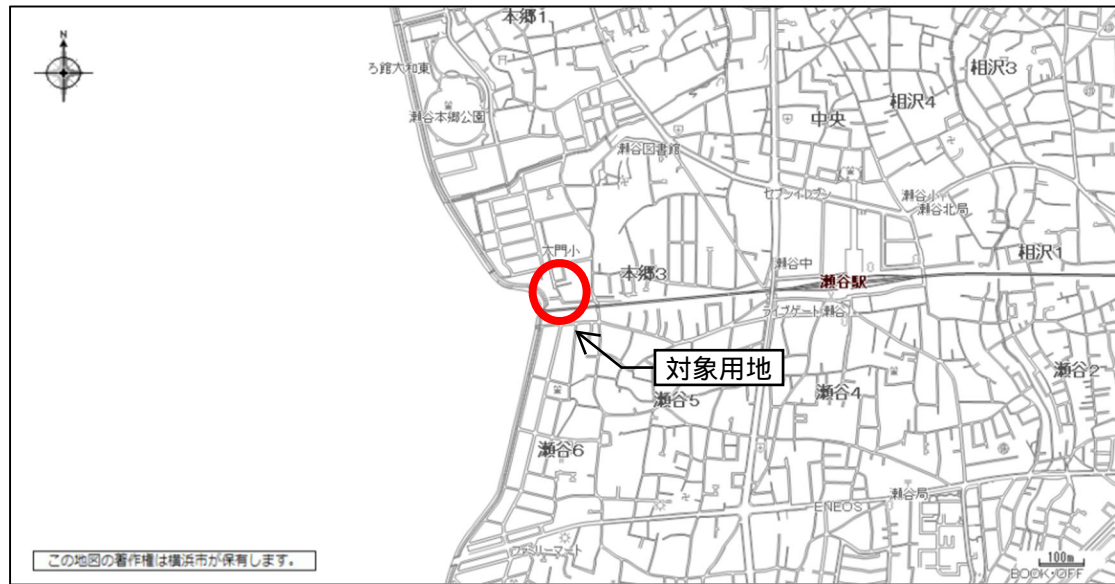 本郷1
N
ろ館大和東
相沢3
相沢4
瀬谷本郷公園
中央
瀬谷図書館
セブンイレブン
瀬谷小
瀬谷北局
大門小
相沢1
本郷3
瀬谷中
瀬谷駅
ライブゲート瀬谷
対象用地
瀬谷2
瀬谷5
瀬谷4
瀬谷6
瀬谷局
ENEOS
ファミリーマート
この地図の著作権は横浜市が保有します。
100m
BOOK・OFF